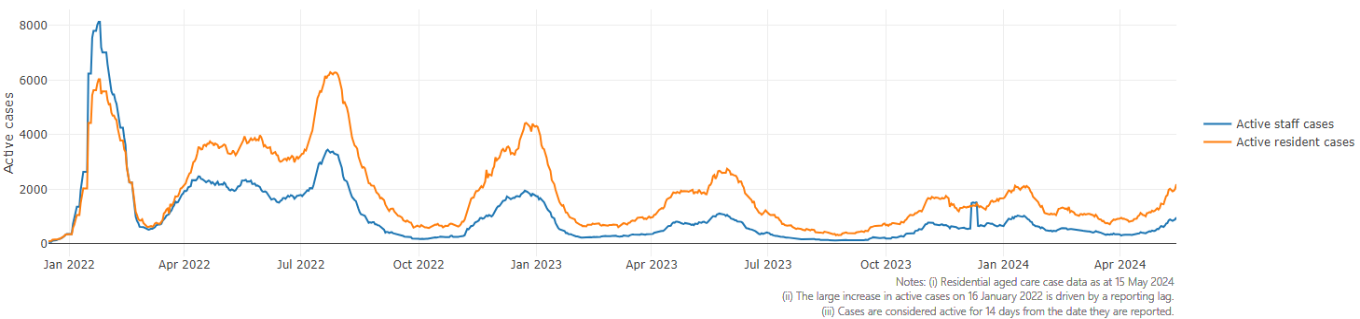 Active cases
8000
6000
4000
2000
0
Jan 2022 Apr 2022 Jul 2022 Oct 2022 Jan 2023 Apr 2023 Jul 2023 Oct 2023 Jan 2024 Apr 2024
Active staff cases
Active resident cases
Notes: (i) Residential aged care case data as at 15 May 2024
(ii) The large increase in active cases on 16 January 2022 is driven by a reporting lag.
(iii) Cases are considered active for 14 days from the date they are reported.